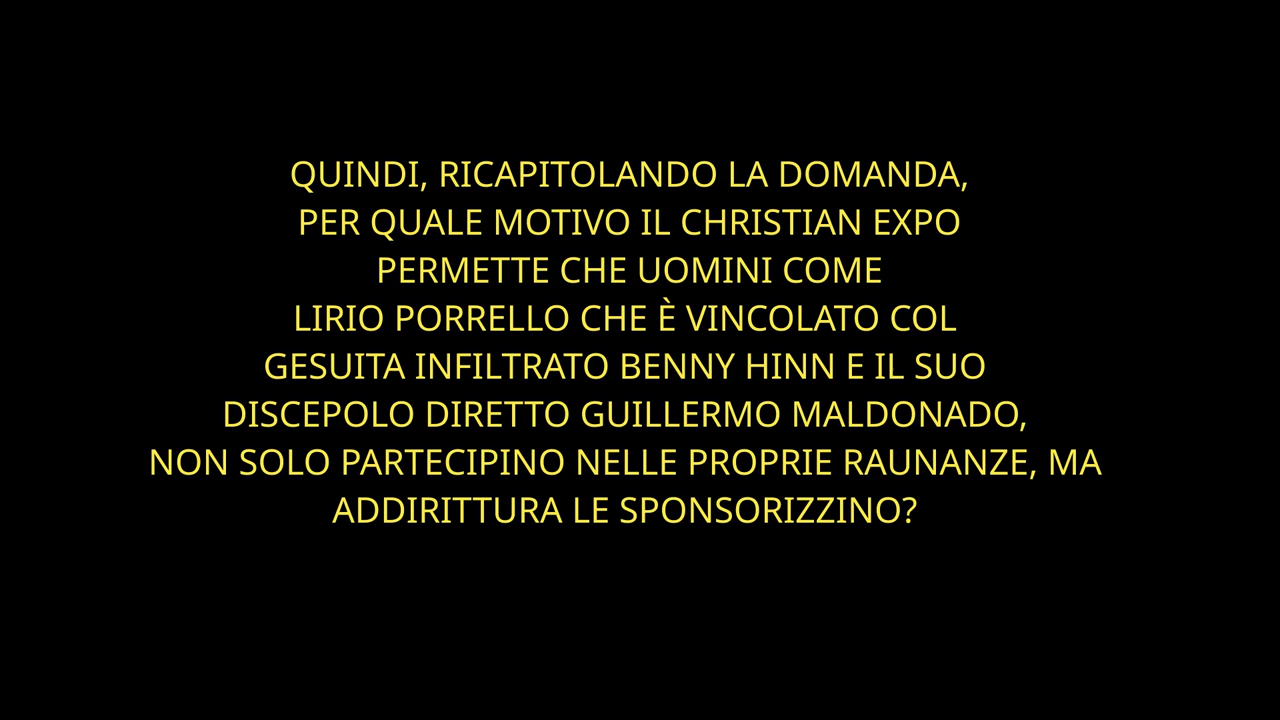 QUINDI, RICAPITOLANDO LA DOMANDA,
PER QUALE MOTIVO IL CHRISTIAN EXPO
PERMETTE CHE UOMINI COME
LIRIO PORRELLO CHE È VINCOLATO COL
GESUITA INFILTRATO BENNY HINN E IL SUO
DISCEPOLO DIRETTO GUILLERMO MALDONADO,
NON SOLO PARTECIPINO NELLE PROPRIE RAUNANZE, MA
ADDIRITTURA LE SPONSORIZZINO?